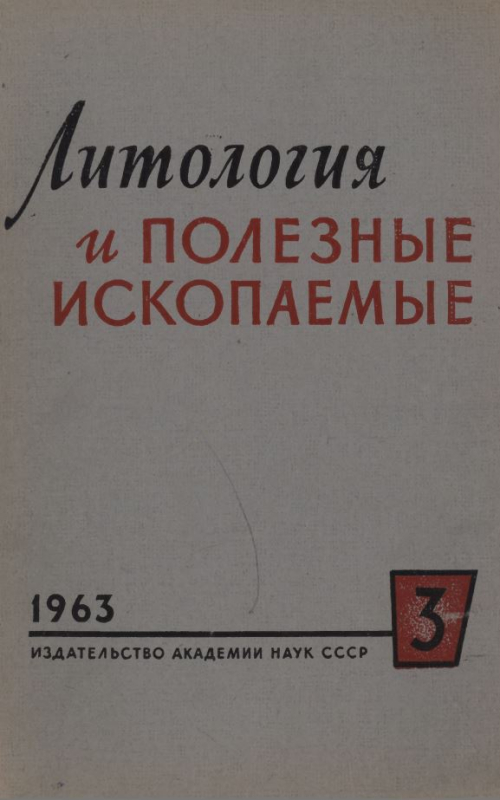 Литология
и ПОЛЕЗНЫЕ
ИСКОПАЕМЫЕ
1963
3
ИЗДАТЕЛЬСТВО АКАДЕМИИ НАУК СССР